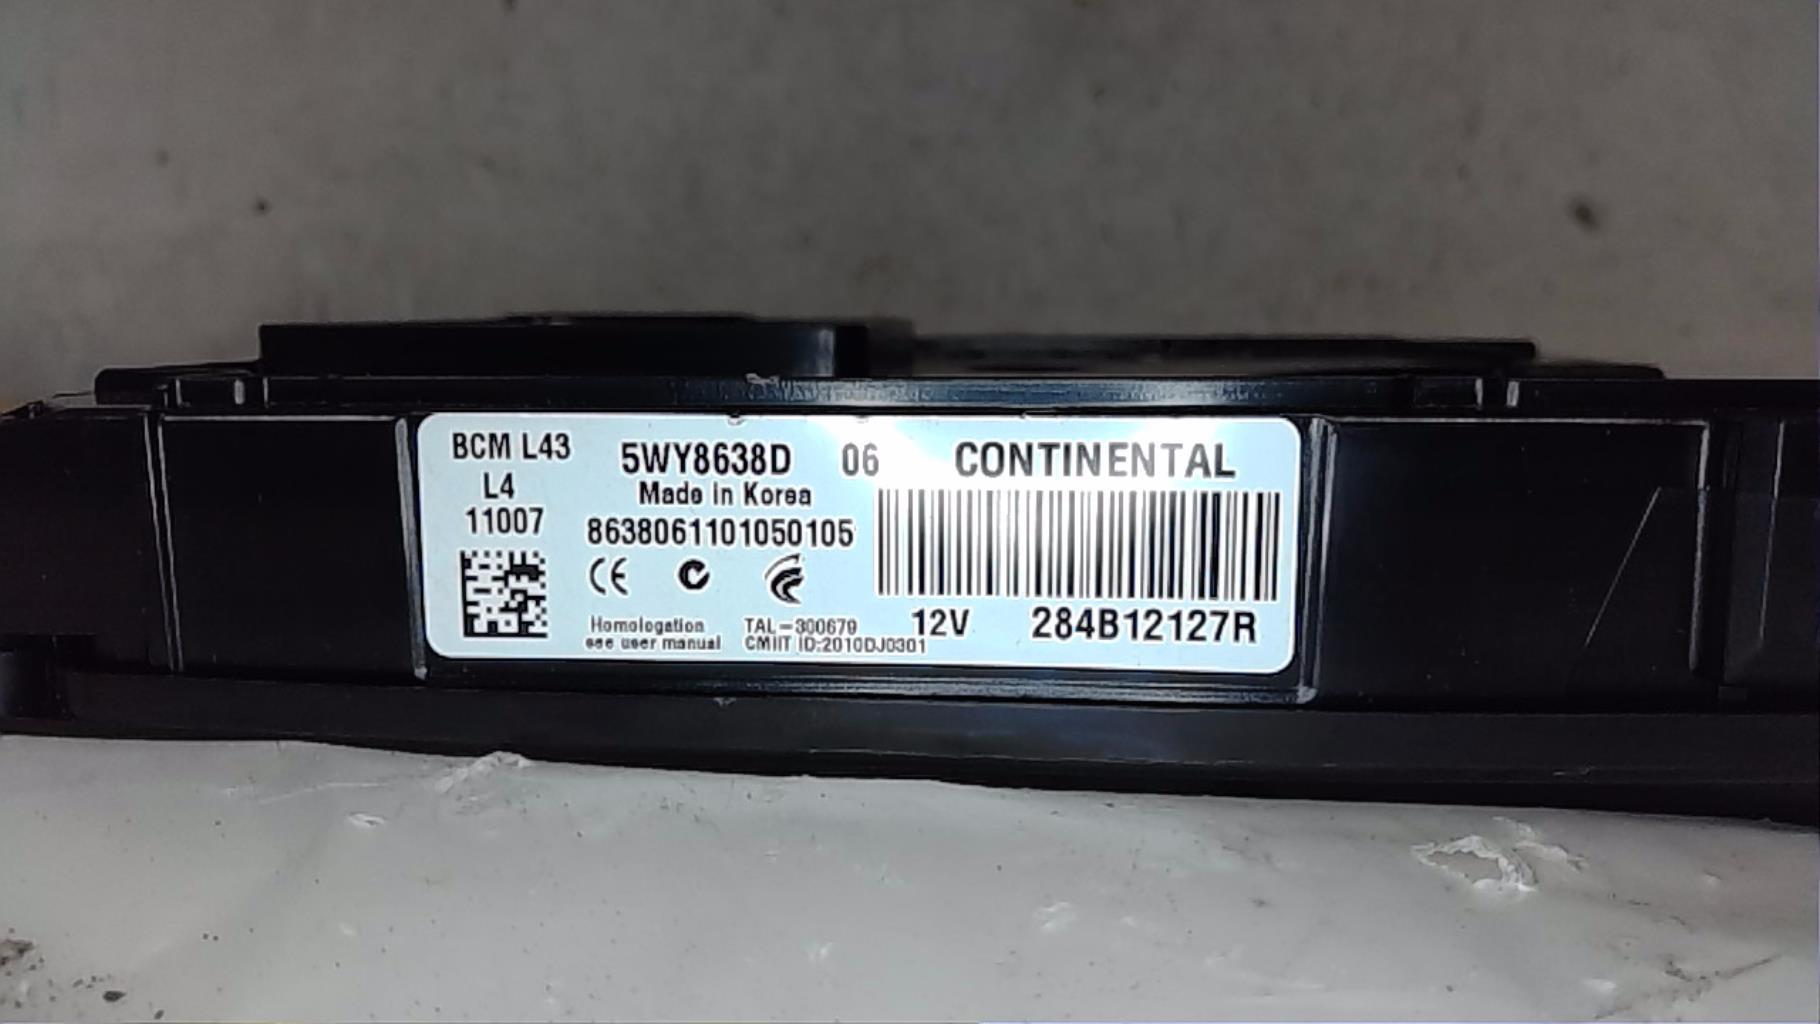 BCM L43
L4
11007
5WY8638D 06 CONTINENTAL
Made In Korea
8638061101050105
CE
Homologation
see user manual
TAL-300679
CMIIT ID:2010DJ0301
12V 284B12127R